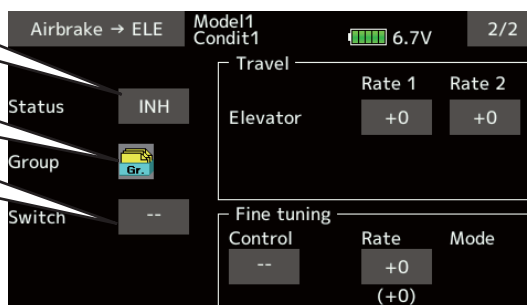 Airbrake → ELE
Model1
Condit1
6.7V
2/2
Status
INH
Group
Gr.
Switch
--
Travel
Rate 1
Rate 2
Elevator
+0
+0
Fine tuning
Control
Rate
Mode
--
+0
(+0)